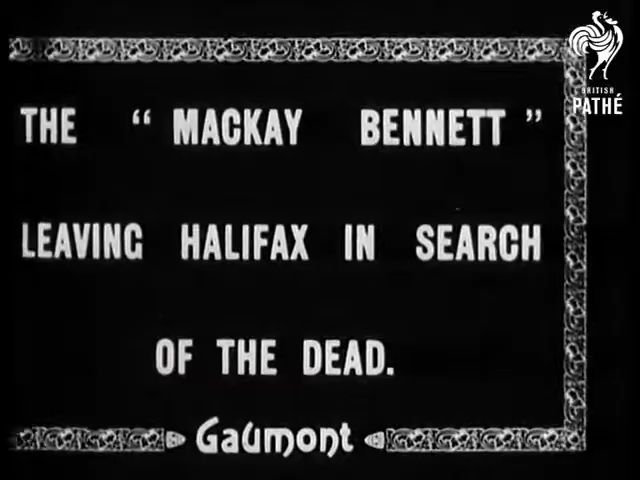 BRITISH
PATHÉ
THE " MACKAY BENNETT "
LEAVING HALIFAX IN SEARCH
OF THE DEAD.
Gaumont